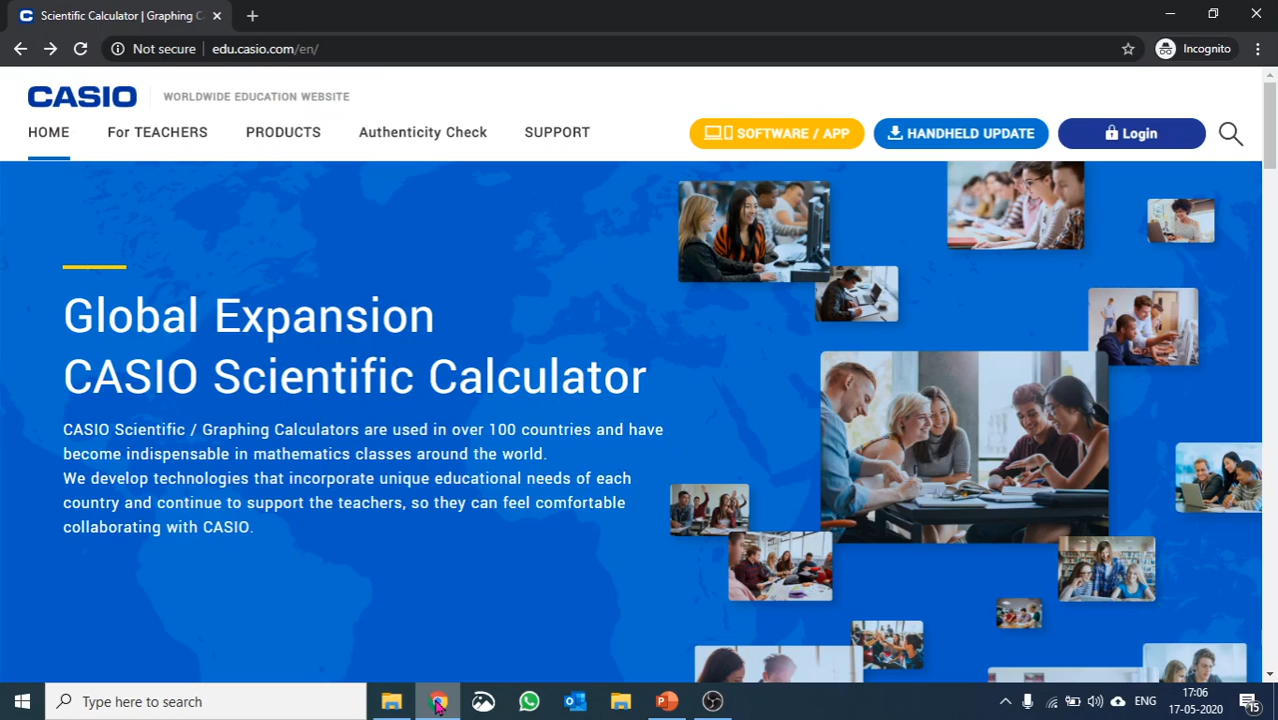 Scientific Calculator | Graphing C
Not secure
edu.casio.com/en/
Incognito
CASIO
WORLDWIDE EDUCATION WEBSITE
HOME
For TEACHERS
PRODUCTS
Authenticity Check
SUPPORT
SOFTWARE / APP
HANDHELD UPDATE
Login
Global Expansion
CASIO Scientific Calculator
CASIO Scientific / Graphing Calculators are used in over 100 countries and have
become indispensable in mathematics classes around the world.
We develop technologies that incorporate unique educational needs of each
country and continue to support the teachers, so they can feel comfortable
collaborating with CASIO.
Type here to search
ENG
17:06
17-05-2020
15